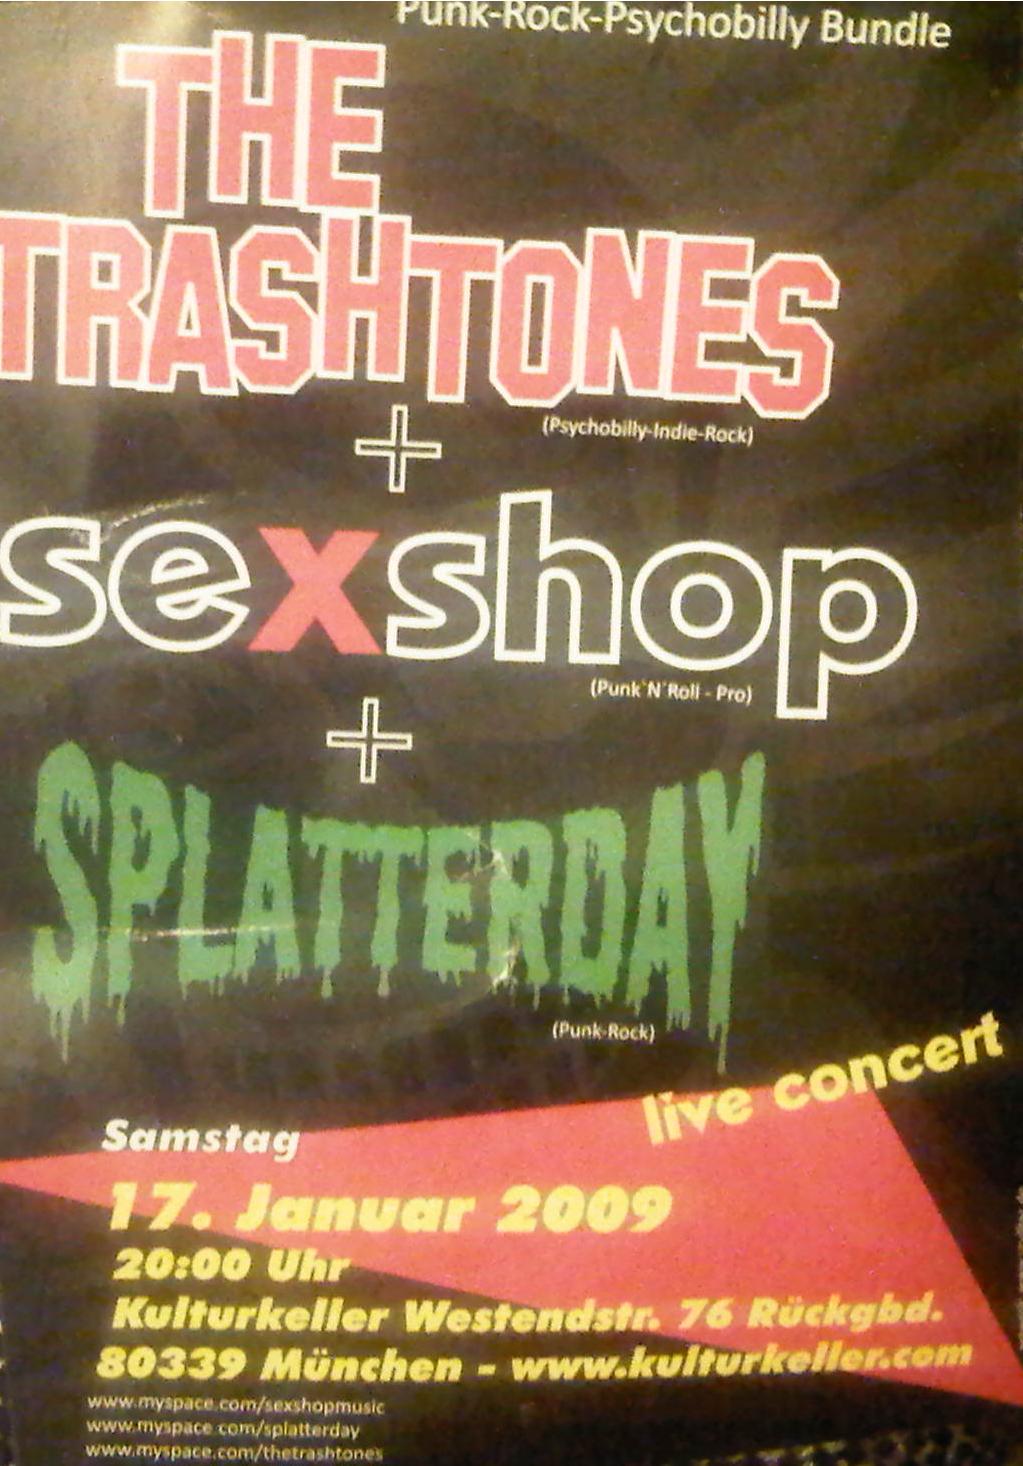 Punk-Rock-Psychobilly Bundle
THE
TRASHTONES
(Psychobilly-Indie-Rock)
+
sexshop
(Punk`N´Roll - Pro)
+
SPLATTERDAY
(Punk-Rock)
live concert
Samstag
17. Januar 2009
20:00 Uhr
Kulturkeller Westendstr. 76 Rückgbd.
80339 München - www.kulturkeller.com
www.myspace.com/sexshopmusic
www.myspace.com/splatterday
www.myspace.com/thetrashtones